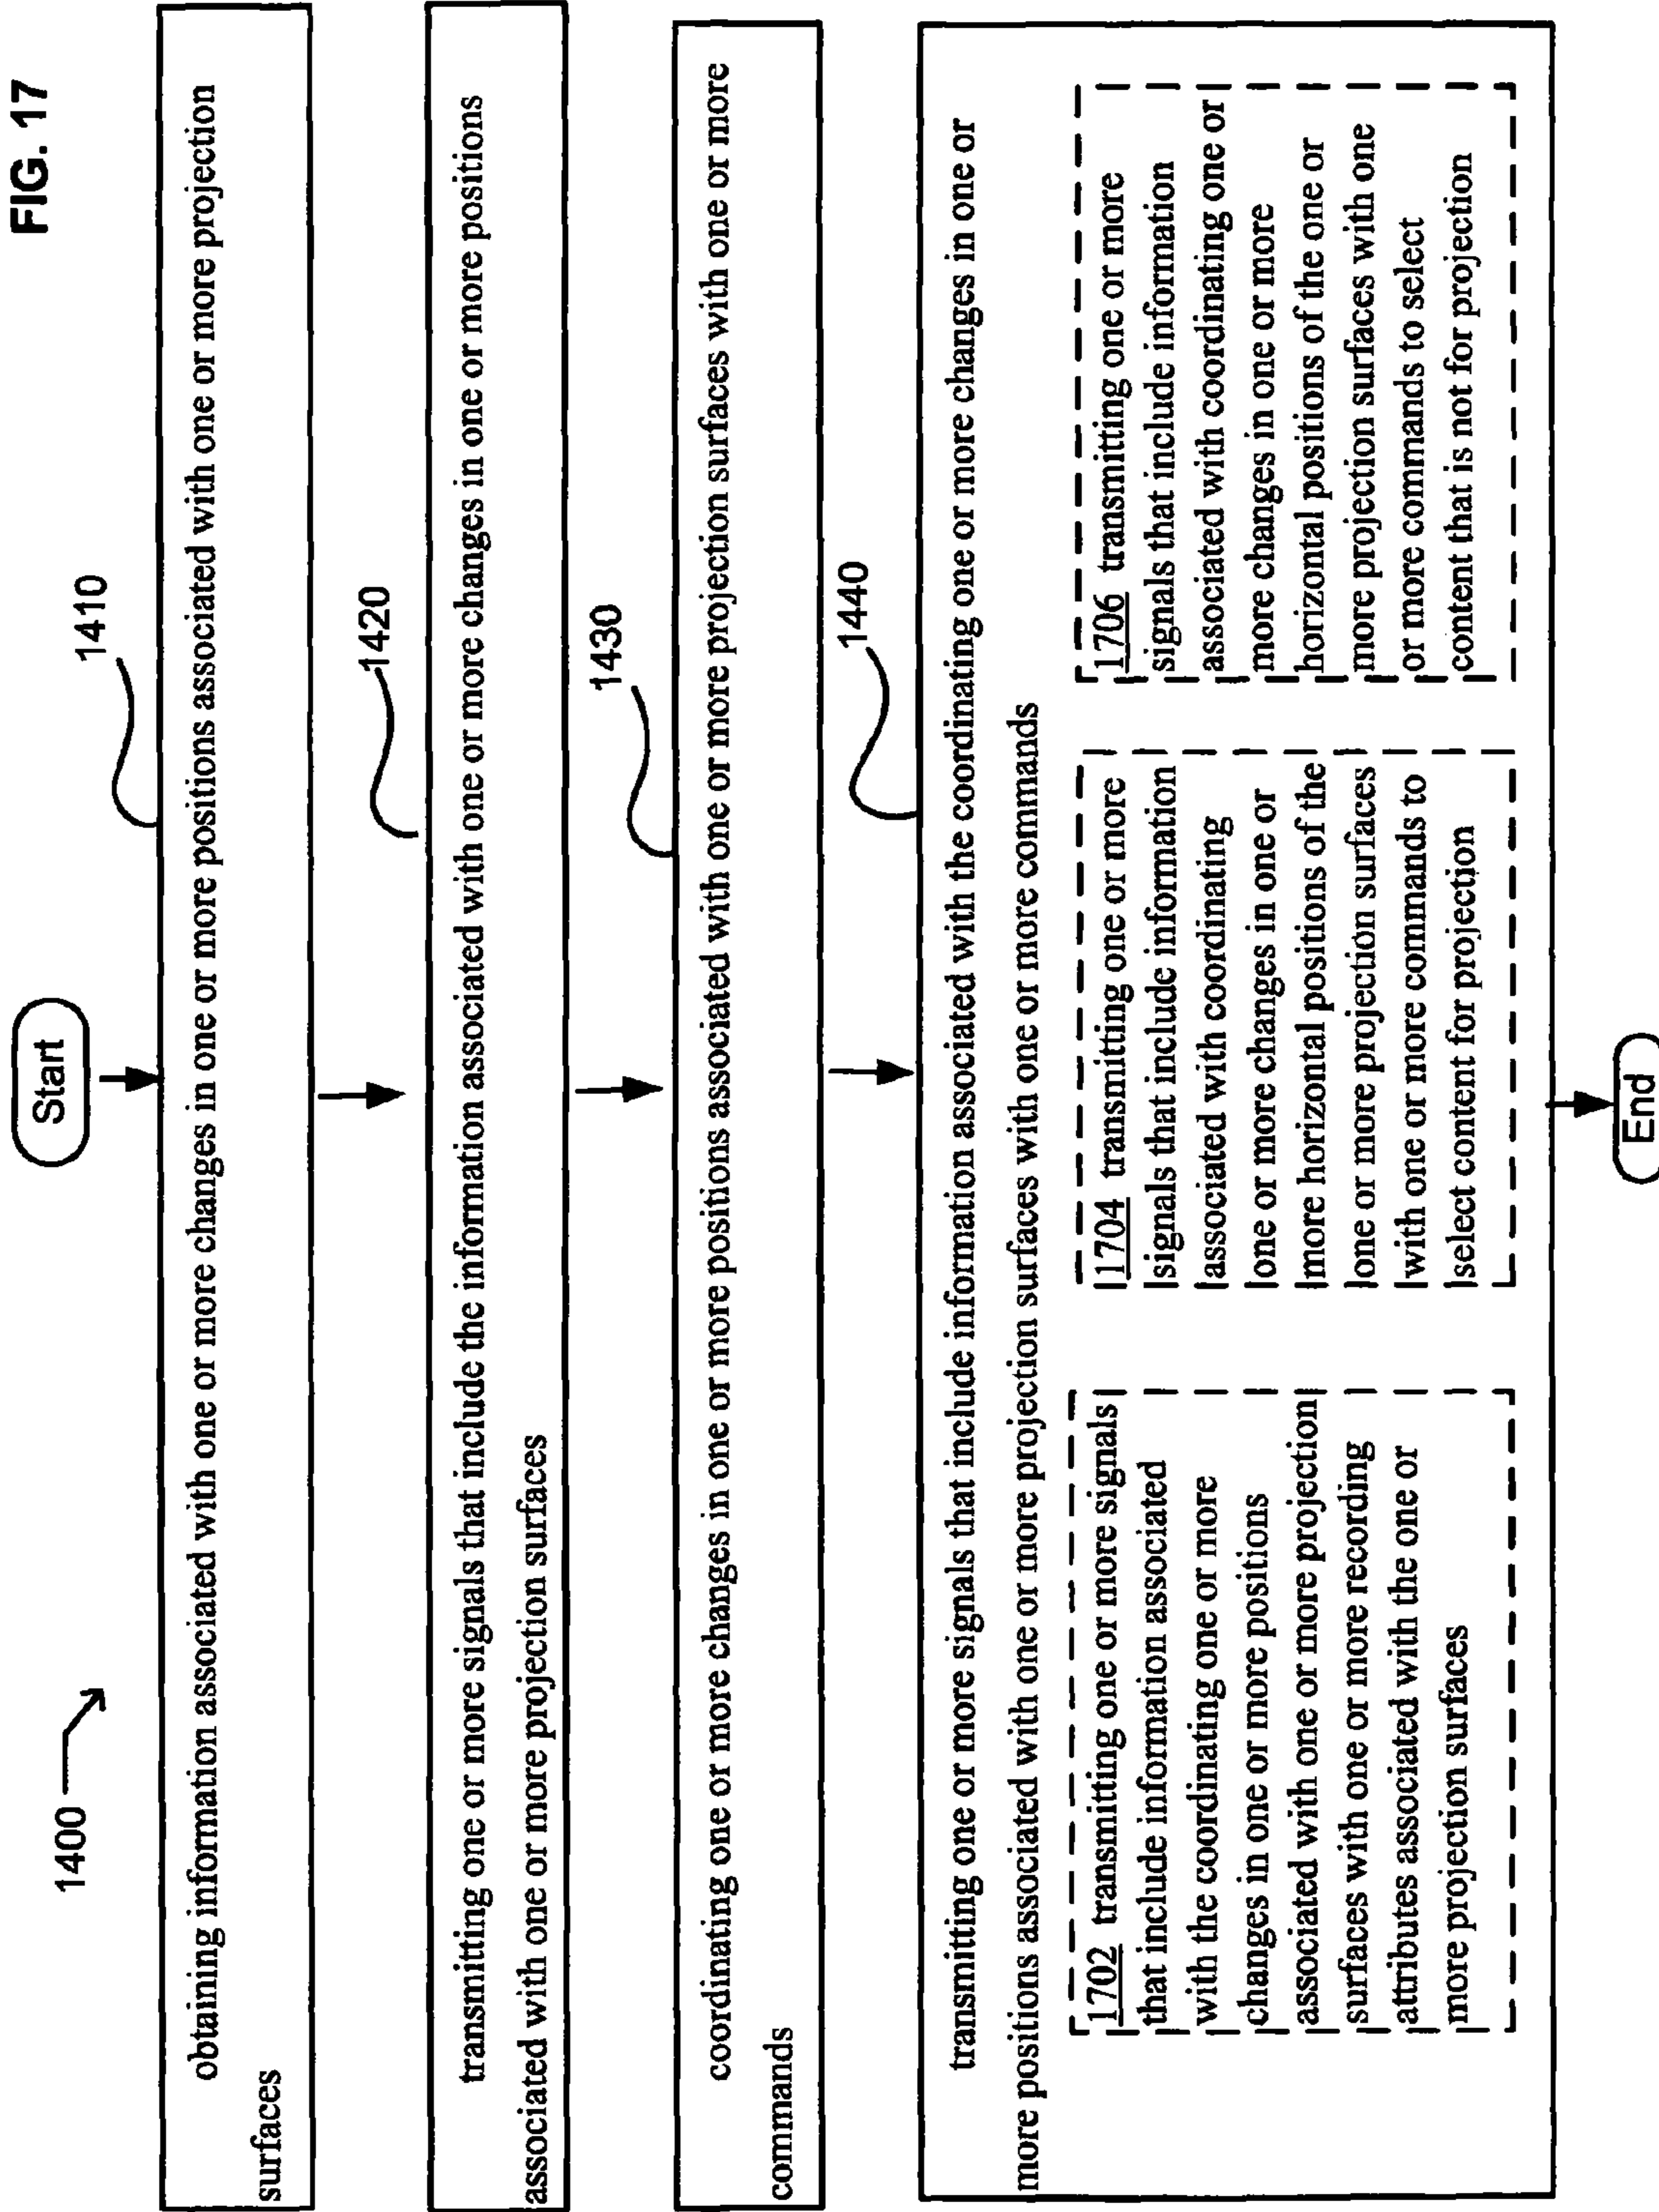 FIG. 17
1400
Start
1410
obtaining information associated with one or more changes in one or more positions associated with one or more projection
surfaces
1420
transmitting one or more signals that include the information associated with one or more changes in one or more positions
associated with one or more projection surfaces
1430
coordinating one or more changes in one or more positions associated with one or more projection surfaces with one or more
commands
1440
transmitting one or more signals that include information associated with the coordinating one or more changes in one or
more positions associated with one or more projection surfaces with one or more commands
1702 transmitting one or more signals
that include information associated
with the coordinating one or more
changes in one or more positions
associated with one or more projection
surfaces with one or more recording
attributes associated with the one or
more projection surfaces
1704 transmitting one or more
signals that include information
associated with coordinating
one or more changes in one or
more horizontal positions of the
one or more projection surfaces
with one or more commands to
select content for projection
1706 transmitting one or more
signals that include information
associated with coordinating one or
more changes in one or more
horizontal positions of the one or
more projection surfaces with one
or more commands to select
content that is not for projection
End